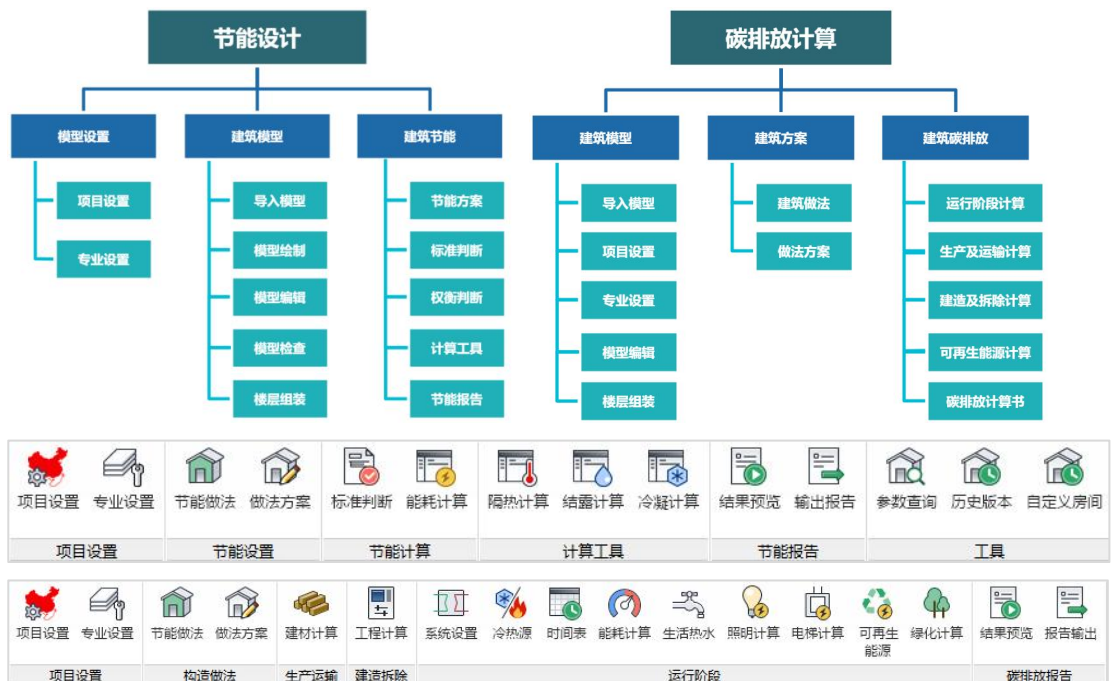 节能设计
碳排放计算
模型设置
建筑模型
建筑节能
建筑模型
建筑方案
建筑碳排放
项目设置
导入模型
节能方案
导入模型
建筑做法
运行阶段计算
专业设置
模型绘制
标准判断
项目设置
做法方案
生产及运输计算
模型编辑
权衡判断
专业设置
建造及拆除计算
模型检查
计算工具
模型编辑
可再生能源计算
楼层组装
节能报告
楼层组装
碳排放计算书
项目设置 专业设置 节能做法 做法方案 标准判断 能耗计算 隔热计算 结露计算 冷凝计算 结果预览 输出报告 参数查询 历史版本 自定义房间
项目设置 节能设置 节能计算 计算工具 节能报告 工具
项目设置 专业设置 节能做法 做法方案 建材计算 工程计算 系统设置 冷热源 时间表 能耗计算 生活热水 照明计算 电梯计算 可再生 绿化计算 结果预览 报告输出
能源
项目设置 构造做法 生产运输 建造拆除 运行阶段 碳排放报告